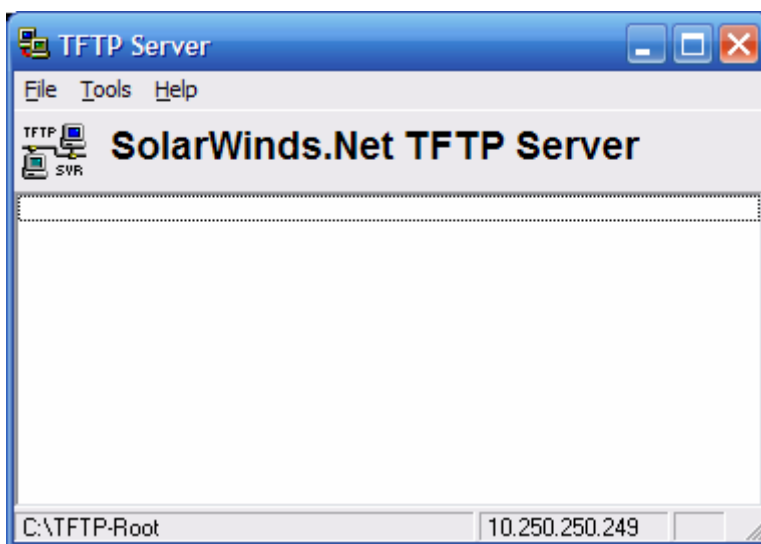 TFTP Server
File Tools Help
TFTP
SVR
SolarWinds.Net TFTP Server
C:\TFTP-Root
10.250.250.249